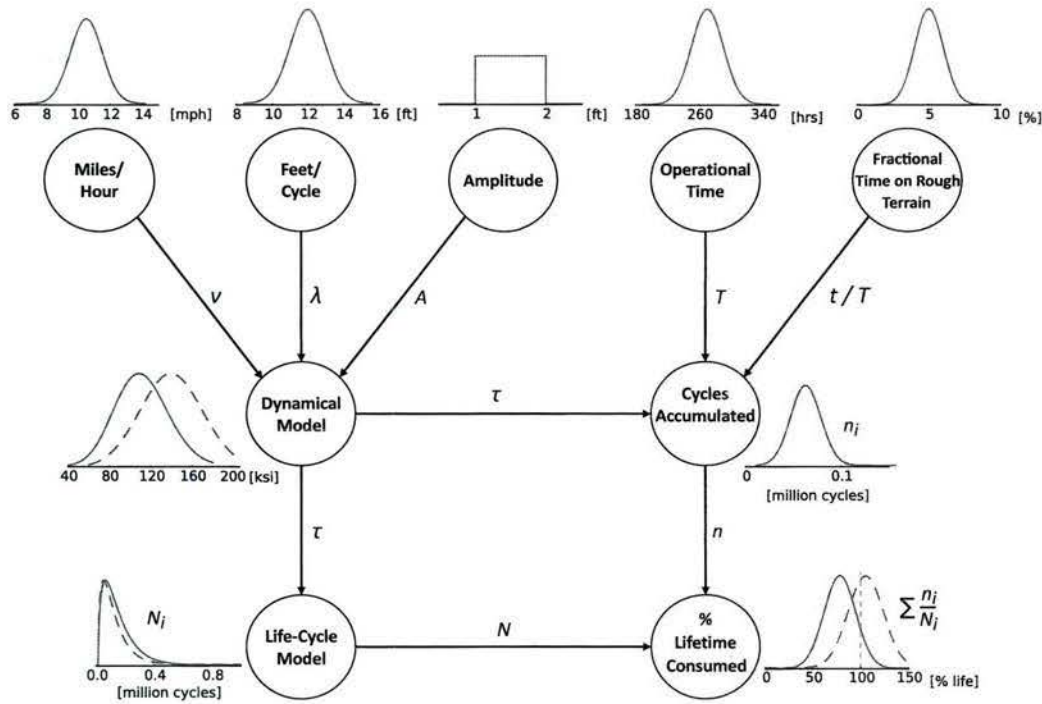 6 8 10 12 14 [mph]
8 10 12 14 16 [ft]
1 2 [ft]
180 260 340 [hrs]
0 5 10 [%]
Miles/
Hour
Feet/
Cycle
Amplitude
Operational
Time
Fractional
Time on Rough
Terrain
v
λ
A
T
t / T
40 80 120 160 200 [ksi]
Dynamical
Model
τ
Cycles
Accumulated
n_i
0 0.1
[million cycles]
τ
n
N_i
0.0 0.4 0.8
[million cycles]
Life-Cycle
Model
N
%
Lifetime
Consumed
∑ n_i/N_i
0 50 100 150 [% life]